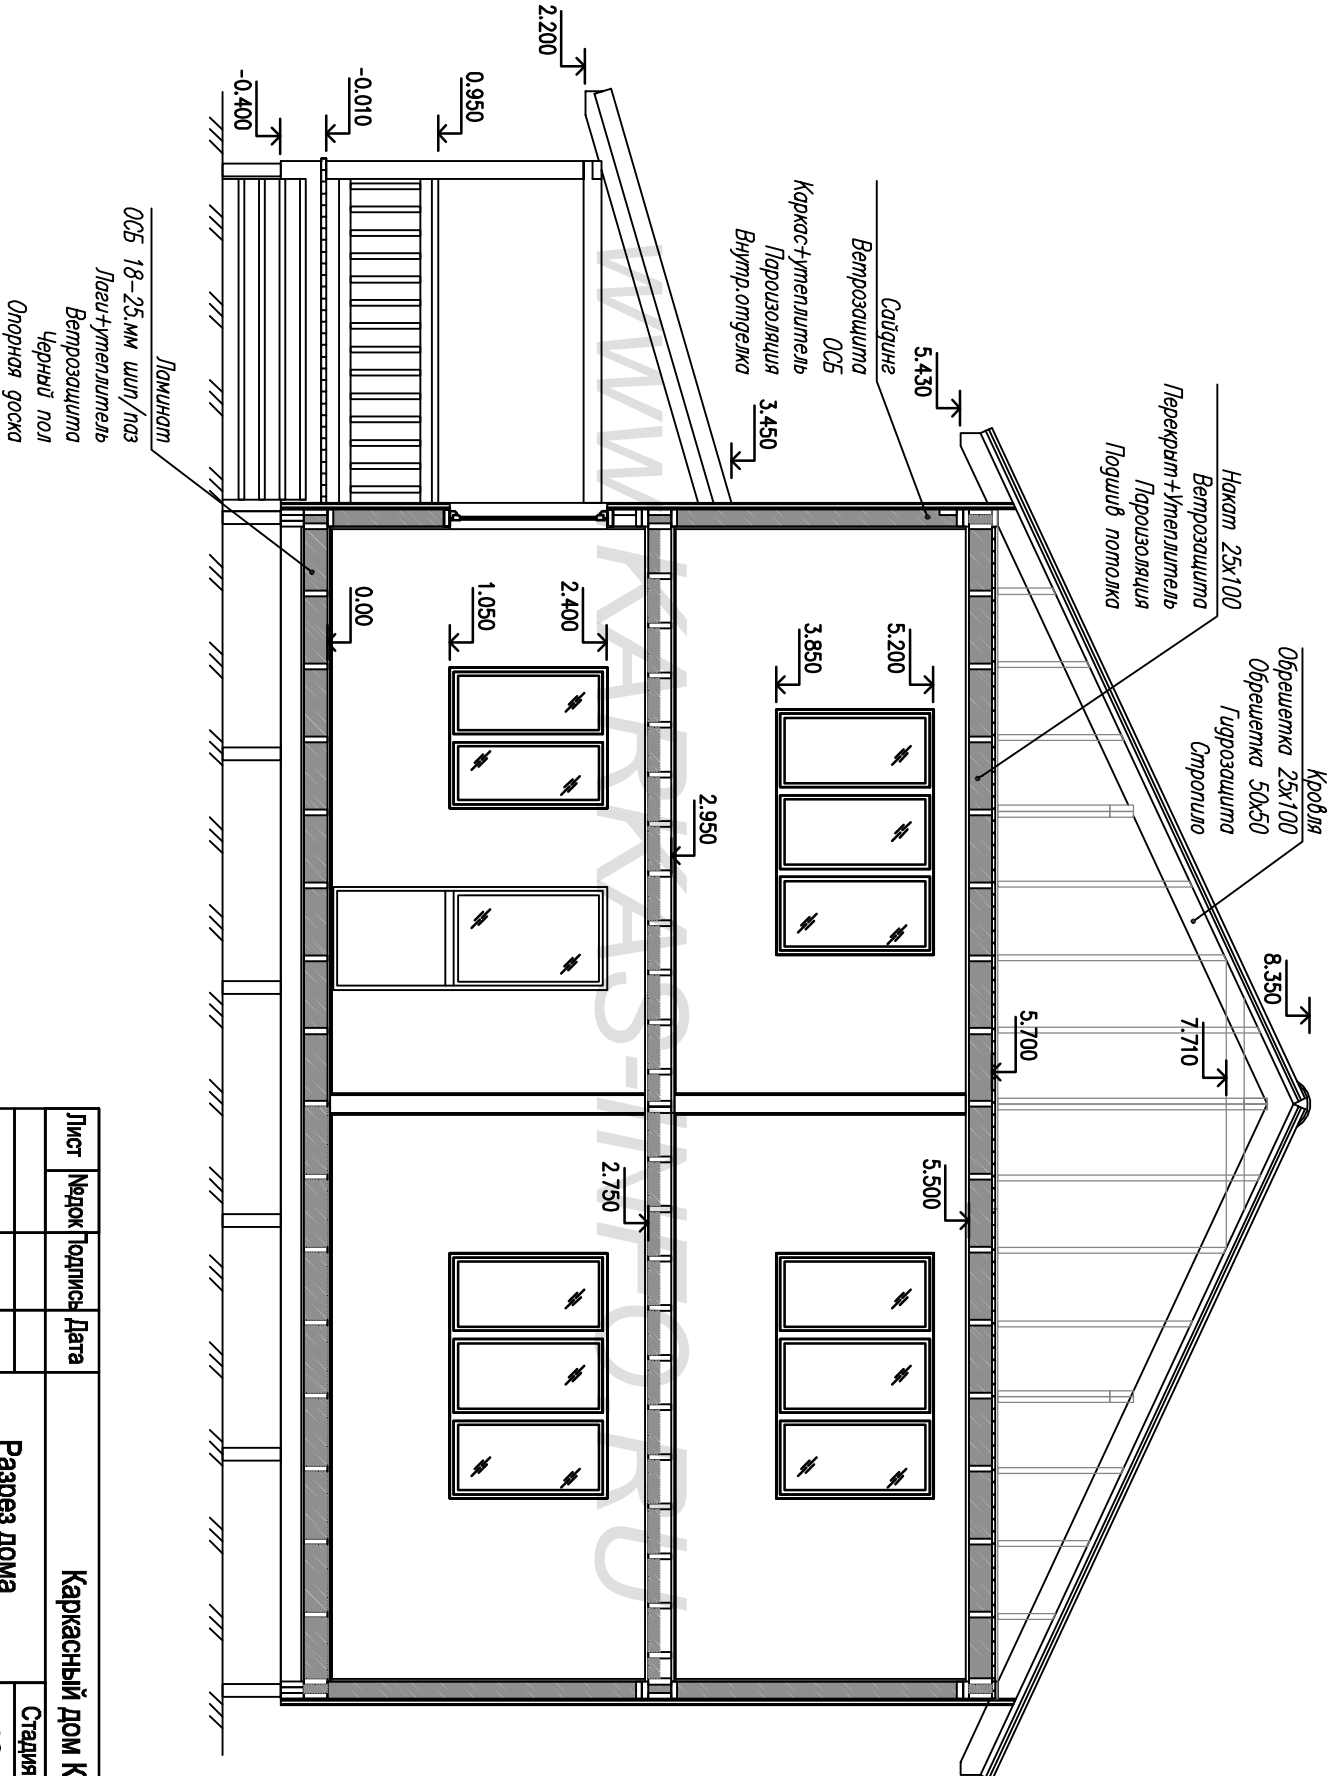 Кровля
Обрешетка 25х100
Обрешетка 50х50
Гидрозащита
Стропило
8.350
7.710
Накат 25х100
Ветрозащита
Перекрыт+Утеплитель
Пароизоляция
Подшив потолка
5.700
5.430
5.500
Сайдинг
Ветрозащита
ОСБ
Каркас+утеплитель
Пароизоляция
Внутр.отделка
5.200
3.850
3.450
2.950
2.750
2.200
2.400
1.050
0.00
0.950
-0.010
-0.400
WWW.KARKAS-INFO.RU
Ламинат
ОСБ 18-25.мм шип/паз
Лаги+утеплитель
Ветрозащита
Черный пол
Опорная доска
Лист №док Подпись Дата
Каркасный дом К
Стадия
Разрез дома